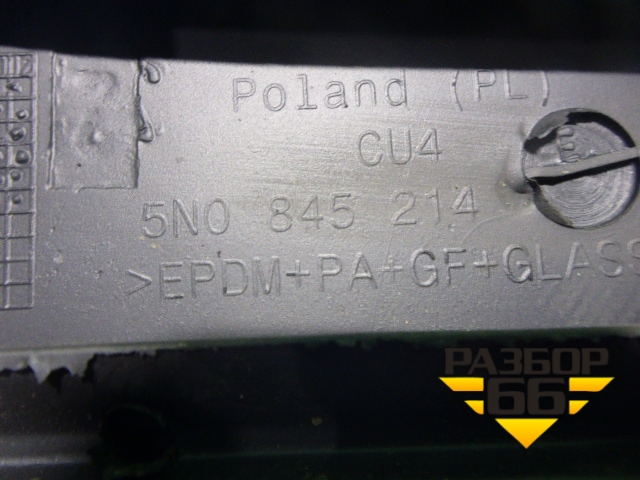 Poland (PL)
CU4
5N0 845 214
>EPDM+PA+GF+GLASS
РАЗБОР
66